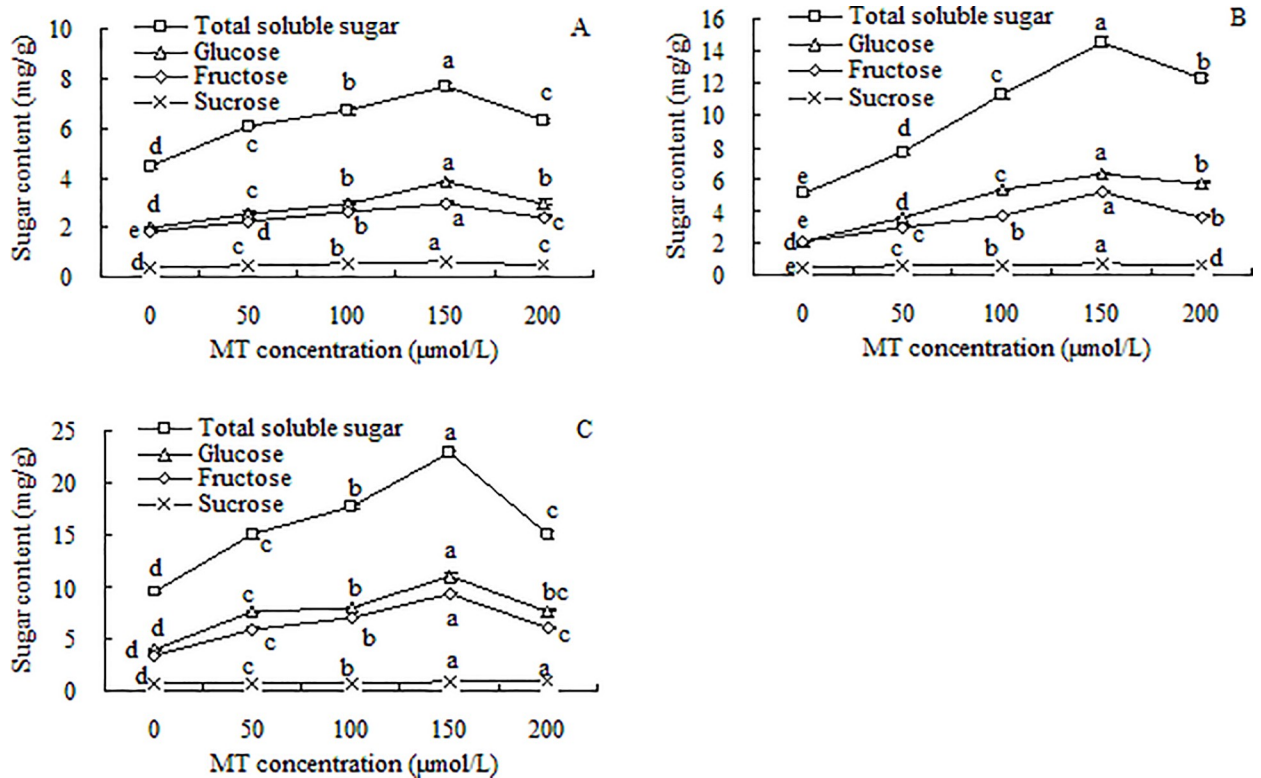 A
Total soluble sugar
Glucose
Fructose
Sucrose
Sugar content (mg/g)
10
8
6
4
2
0
d c b a c
d c b a b
e d b a c
d c b a c
0 50 100 150 200
MT concentration (μmol/L)
B
Total soluble sugar
Glucose
Fructose
Sucrose
Sugar content (mg/g)
16
14
12
10
8
6
4
2
0
e d c a b
e d c a b
d c b a b
e c b a d
0 50 100 150 200
MT concentration (μmol/L)
C
Total soluble sugar
Glucose
Fructose
Sucrose
Sugar content (mg/g)
25
20
15
10
5
0
d c b a c
d c b a bc
d c b a c
d c b a a
0 50 100 150 200
MT concentration (μmol/L)